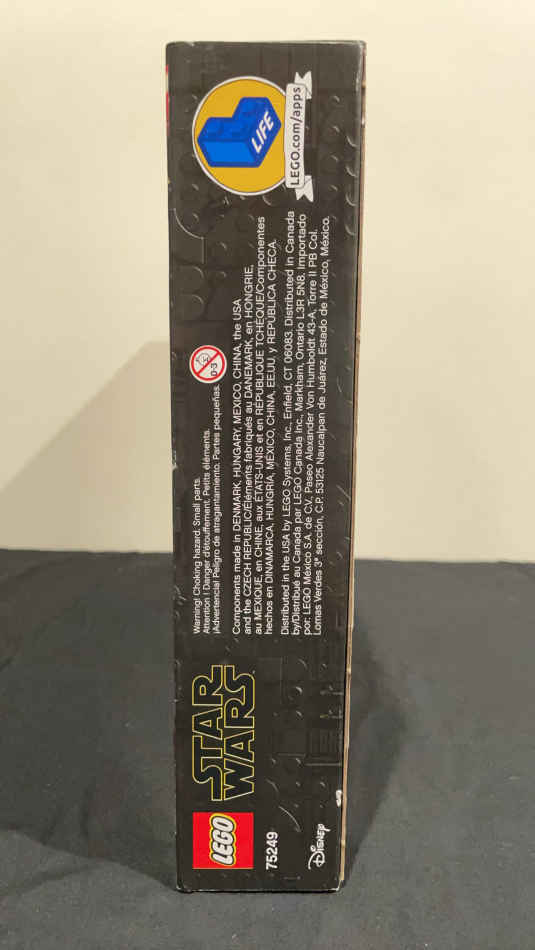 LEGO
STAR
WARS
75249
Disney
Warning! Choking hazard. Small parts.
Attention ! Danger d'étouffement. Petits éléments.
¡Advertencia! Peligro de atragantamiento. Partes pequeñas.
0-3
Components made in DENMARK, HUNGARY, MEXICO, CHINA, the USA
and the CZECH REPUBLIC/Éléments fabriqués au DANEMARK, en HONGRIE,
au MEXIQUE, en CHINE, aux ÉTATS-UNIS et en RÉPUBLIQUE TCHÈQUE/Componentes
hechos en DINAMARCA, HUNGRÍA, MÉXICO, CHINA, EE.UU. y REPÚBLICA CHECA.
Distributed in the USA by LEGO Systems, Inc., Enfield, CT 06083. Distributed in Canada
by/Distribué au Canada par LEGO Canada Inc., Markham, Ontario L3R 5N8. Importado
por: LEGO México S.A. de C.V. Paseo Alexander Von Humboldt 43-A, Torre II PB Col.
Lomas Verdes 3ª sección, C.P. 53125 Naucalpan de Juárez, Estado de México, México.
LIFE
LEGO.com/apps